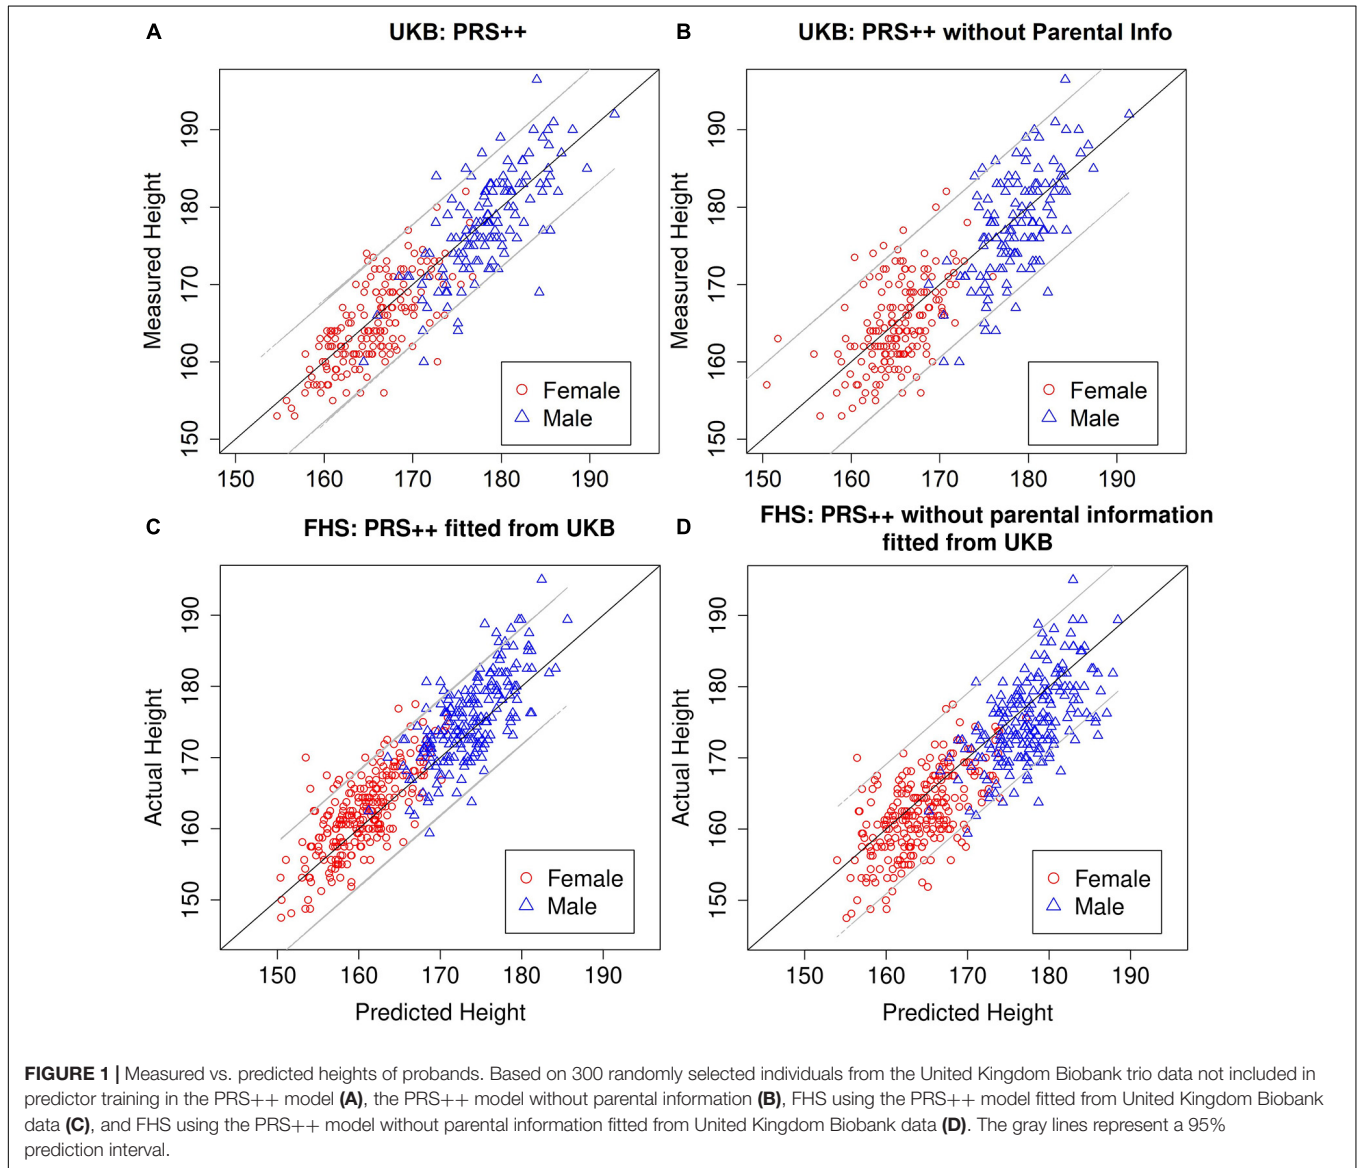 A
UKB: PRS++
B
UKB: PRS++ without Parental Info
Measured Height
150 160 170 180 190
150 160 170 180 190
Female
Male
Measured Height
150 160 170 180 190
150 160 170 180 190
Female
Male
C
FHS: PRS++ fitted from UKB
D
FHS: PRS++ without parental information
fitted from UKB
Actual Height
150 160 170 180 190
150 160 170 180 190
Predicted Height
Female
Male
Actual Height
150 160 170 180 190
150 160 170 180 190
Predicted Height
Female
Male
FIGURE 1 | Measured vs. predicted heights of probands. Based on 300 randomly selected individuals from the United Kingdom Biobank trio data not included in
predictor training in the PRS++ model (A), the PRS++ model without parental information (B), FHS using the PRS++ model fitted from United Kingdom Biobank
data (C), and FHS using the PRS++ model without parental information fitted from United Kingdom Biobank data (D). The gray lines represent a 95%
prediction interval.